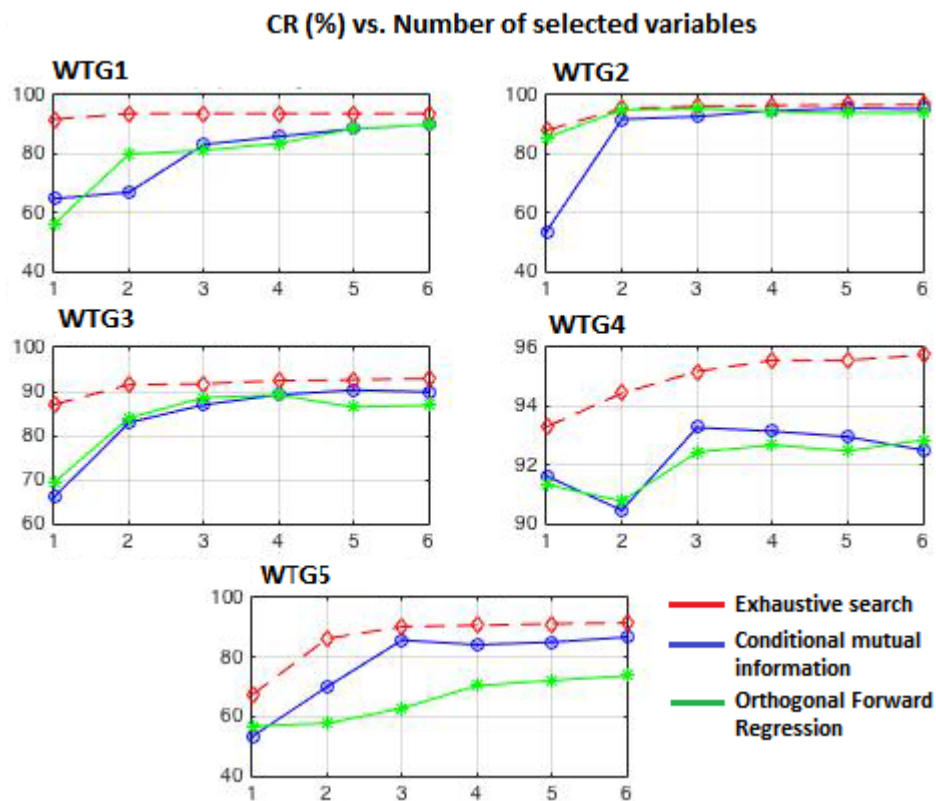 CR (%) vs. Number of selected variables
WTG1
100
80
60
40
1 2 3 4 5 6
WTG2
100
80
60
40
1 2 3 4 5 6
WTG3
100
90
80
70
60
1 2 3 4 5 6
WTG4
96
94
92
90
1 2 3 4 5 6
WTG5
100
80
60
40
1 2 3 4 5 6
Exhaustive search
Conditional mutual
information
Orthogonal Forward
Regression